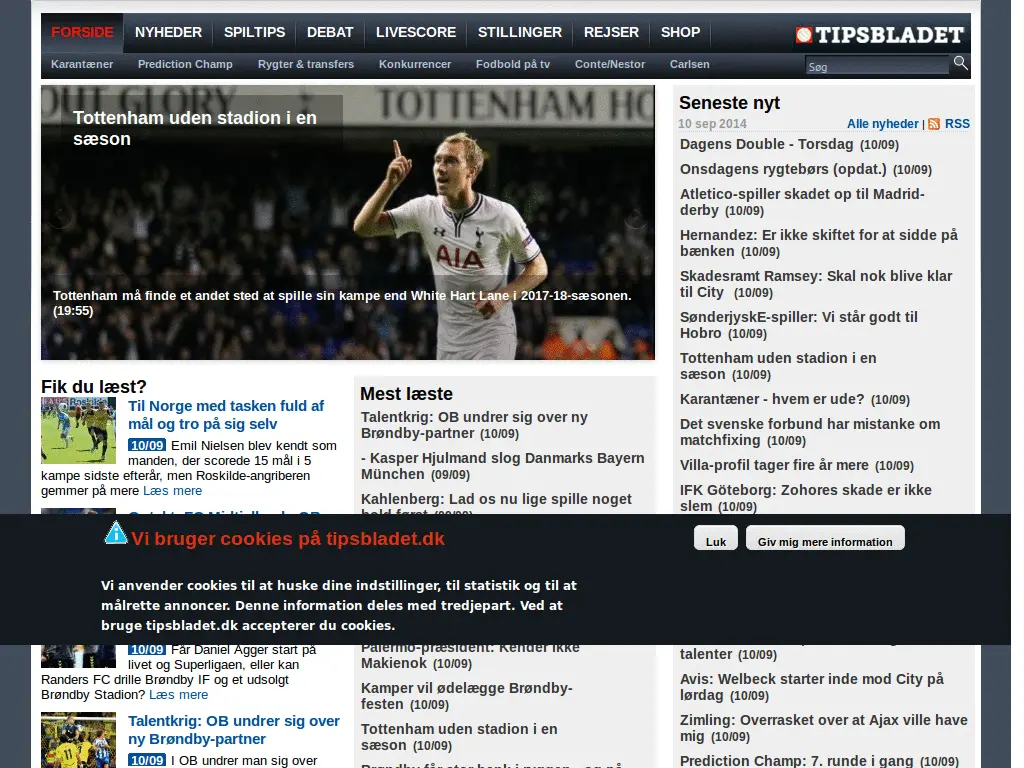 FORSIDE NYHEDER SPILTIPS DEBAT LIVESCORE STILLINGER REJSER SHOP TIPSBLADET
Karantæner Prediction Champ Rygter & transfers Konkurrencer Fodbold på tv Conte/Nestor Carlsen Søg
OUT GLORY TOTTENHAM HO
Tottenham uden stadion i en
sæson
AIA
Tottenham må finde et andet sted at spille sin kampe end White Hart Lane i 2017-18-sæsonen.
(19:55)
Fik du læst?
Til Norge med tasken fuld af
mål og tro på sig selv
10/09 Emil Nielsen blev kendt som
manden, der scorede 15 mål i 5
kampe sidste efterår, men Roskilde-angriberen
gemmer på mere Læs mere
10/09 Får Daniel Agger start på
livet og Superligaen, eller kan
Randers FC drille Brøndby IF og et udsolgt
Brøndby Stadion? Læs mere
Talentkrig: OB undrer sig over
ny Brøndby-partner
10/09 I OB undrer man sig over
Mest læste
Talentkrig: OB undrer sig over ny
Brøndby-partner (10/09)
- Kasper Hjulmand slog Danmarks Bayern
München (09/09)
Kahlenberg: Lad os nu lige spille noget
Palermo-præsident: Kender ikke
Makienok (10/09)
Kamper vil ødelægge Brøndby-
festen (10/09)
Tottenham uden stadion i en
sæson (10/09)
Seneste nyt
10 sep 2014 Alle nyheder | RSS
Dagens Double - Torsdag (10/09)
Onsdagens rygtebørs (opdat.) (10/09)
Atletico-spiller skadet op til Madrid-
derby (10/09)
Hernandez: Er ikke skiftet for at sidde på
bænken (10/09)
Skadesramt Ramsey: Skal nok blive klar
til City (10/09)
SønderjyskE-spiller: Vi står godt til
Hobro (10/09)
Tottenham uden stadion i en
sæson (10/09)
Karantæner - hvem er ude? (10/09)
Det svenske forbund har mistanke om
matchfixing (10/09)
Villa-profil tager fire år mere (10/09)
IFK Göteborg: Zohores skade er ikke
slem (10/09)
talenter (10/09)
Avis: Welbeck starter inde mod City på
lørdag (10/09)
Zimling: Overrasket over at Ajax ville have
mig (10/09)
Prediction Champ: 7. runde i gang (10/09)
Vi bruger cookies på tipsbladet.dk
Luk Giv mig mere information
Vi anvender cookies til at huske dine indstillinger, til statistik og til at
målrette annoncer. Denne information deles med tredjepart. Ved at
bruge tipsbladet.dk accepterer du cookies.